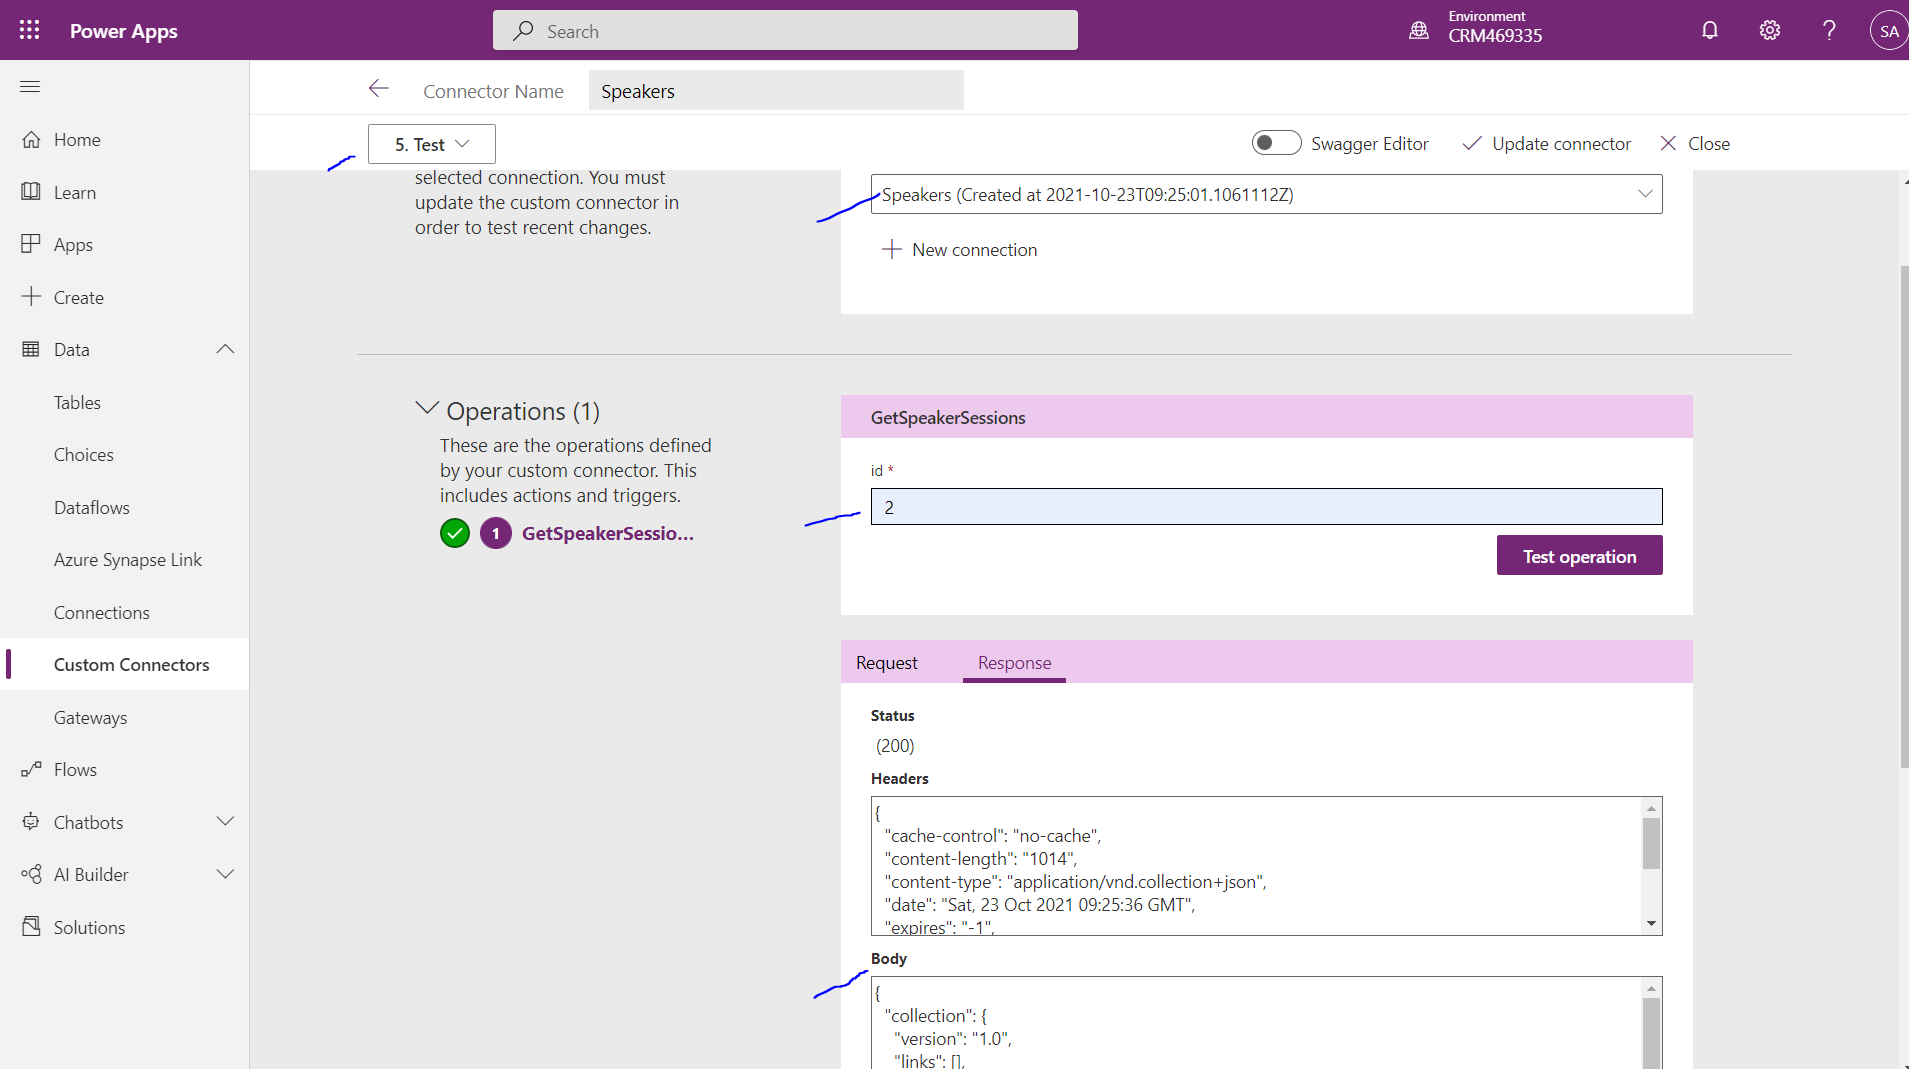 Power Apps
Search
Environment
CRM469335
SA
Connector Name
Speakers
5. Test
Swagger Editor
Update connector
Close
Home
Learn
Apps
Create
Data
Tables
Choices
Dataflows
Azure Synapse Link
Connections
Custom Connectors
Gateways
Flows
Chatbots
AI Builder
Solutions
selected connection. You must
update the custom connector in
order to test recent changes.
Speakers (Created at 2021-10-23T09:25:01.1061112Z)
New connection
Operations (1)
These are the operations defined
by your custom connector. This
includes actions and triggers.
1 GetSpeakerSessio...
GetSpeakerSessions
id *
2
Test operation
Request
Response
Status
(200)
Headers
{
"cache-control": "no-cache",
"content-length": "1014",
"content-type": "application/vnd.collection+json",
"date": "Sat, 23 Oct 2021 09:25:36 GMT",
"expires": "-1",
Body
{
"collection": {
"version": "1.0",
"links": [],